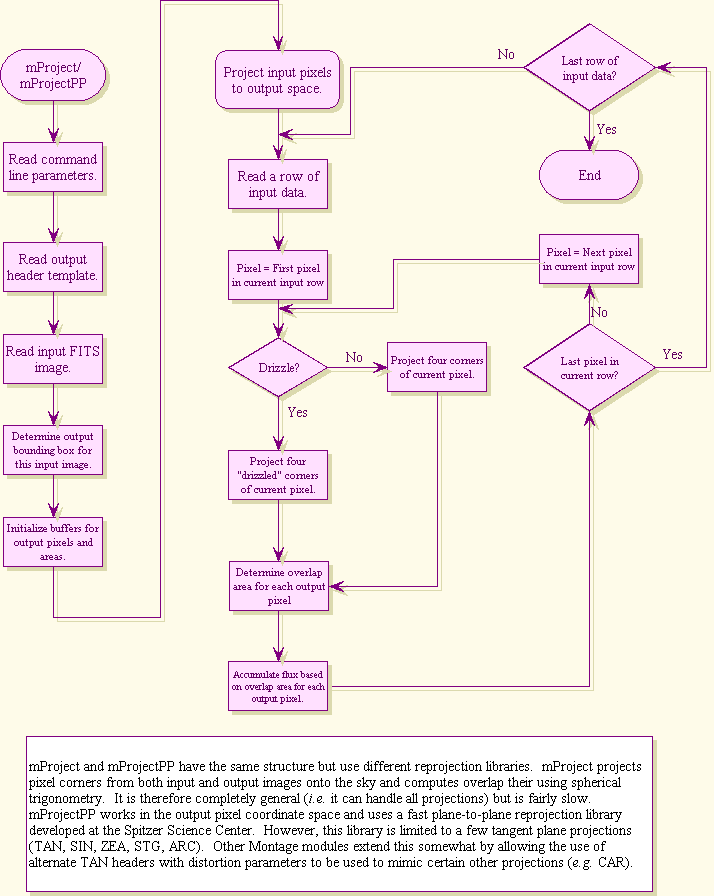 mProject/
mProjectPP
Read command
line parameters.
Read output
header template.
Read input FITS
image.
Determine output
bounding box for
this input image.
Initialize buffers for
output pixels and
areas.
Project input pixels
to output space.
Read a row of
input data.
Pixel = First pixel
in current input row
Drizzle?
No
Project four corners
of current pixel.
Yes
Project four
"drizzled" corners
of current pixel.
Determine overlap
area for each output
pixel
Accumulate flux based
on overlap area for each
output pixel.
Last pixel in
current row?
No
Pixel = Next pixel
in current input row
Yes
Last row of
input data?
No
Yes
End
mProject and mProjectPP have the same structure but use different reprojection libraries. mProject projects
pixel corners from both input and output images onto the sky and computes overlap their using spherical
trigonometry. It is therefore completely general (i.e. it can handle all projections) but is fairly slow.
mProjectPP works in the output pixel coordinate space and uses a fast plane-to-plane reprojection library
developed at the Spitzer Science Center. However, this library is limited to a few tangent plane projections
(TAN, SIN, ZEA, STG, ARC). Other Montage modules extend this somewhat by allowing the use of
alternate TAN headers with distortion parameters to be used to mimic certain other projections (e.g. CAR).